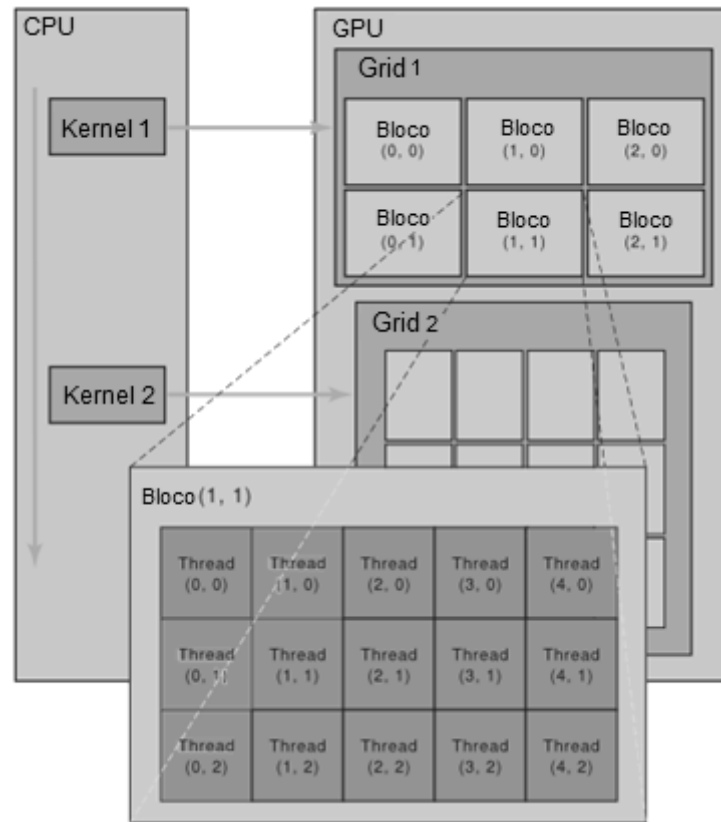 CPU
GPU
Grid 1
Kernel 1
Bloco
(0, 0)
Bloco
(1, 0)
Bloco
(2, 0)
Bloco
(0, 1)
Bloco
(1, 1)
Bloco
(2, 1)
Grid 2
Kernel 2
Bloco(1, 1)
Thread
(0, 0)
Thread
(1, 0)
Thread
(2, 0)
Thread
(3, 0)
Thread
(4, 0)
Thread
(0, 1)
Thread
(1, 1)
Thread
(2, 1)
Thread
(3, 1)
Thread
(4, 1)
Thread
(0, 2)
Thread
(1, 2)
Thread
(2, 2)
Thread
(3, 2)
Thread
(4, 2)